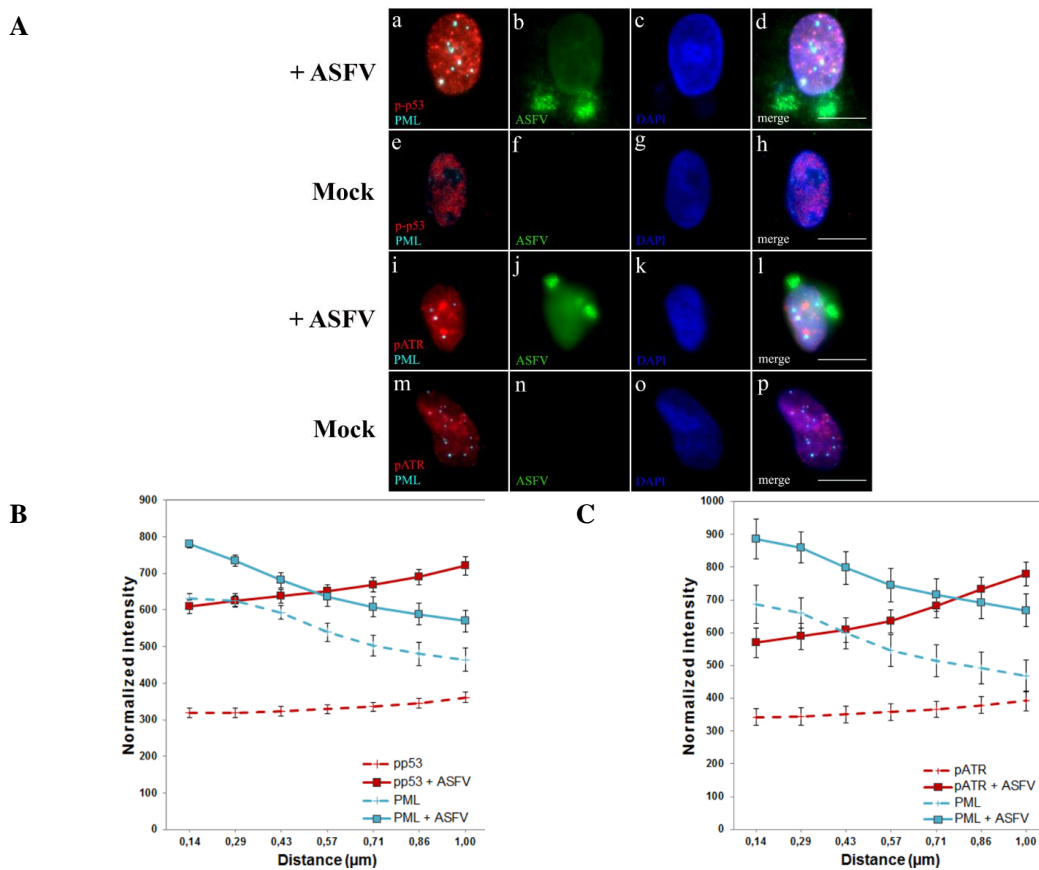 A
+ ASFV
a
p-p53
PML
b
ASFV
c
DAPI
d
merge
Mock
e
p-p53
PML
f
ASFV
g
DAPI
h
merge
+ ASFV
i
pATR
PML
j
ASFV
k
DAPI
l
merge
Mock
m
pATR
PML
n
ASFV
o
DAPI
p
merge
B
Normalized intensity
900
800
700
600
500
400
300
200
100
0
pp53
pp53 + ASFV
PML
PML + ASFV
0,14 0,29 0,43 0,57 0,71 0,86 1,00
Distance (µm)
C
Normalized intensity
1000
900
800
700
600
500
400
300
200
100
0
pATR
pATR + ASFV
PML
PML + ASFV
0,14 0,29 0,43 0,57 0,71 0,86 1,00
Distance (µm)